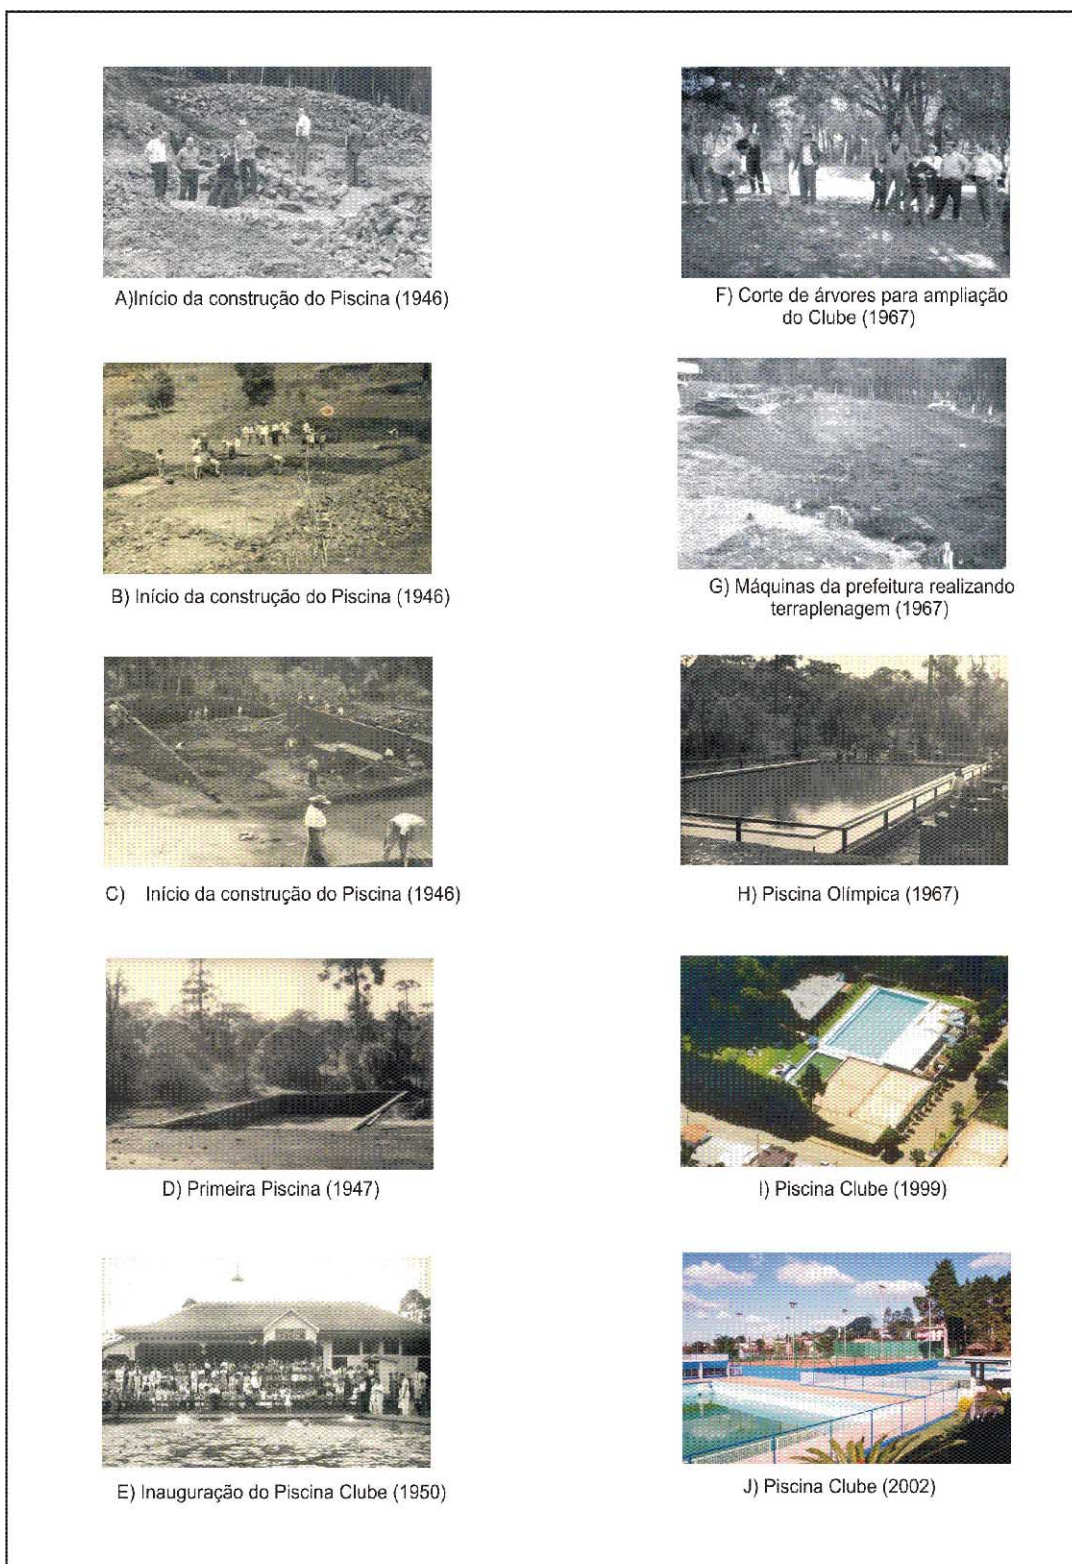 A)Início da construção do Piscina (1946)
B) Início da construção do Piscina (1946)
C) Início da construção do Piscina (1946)
D) Primeira Piscina (1947)
E) Inauguração do Piscina Clube (1950)
F) Corte de árvores para ampliação
do Clube (1967)
G) Máquinas da prefeitura realizando
terraplenagem (1967)
H) Piscina Olímpica (1967)
I) Piscina Clube (1999)
J) Piscina Clube (2002)